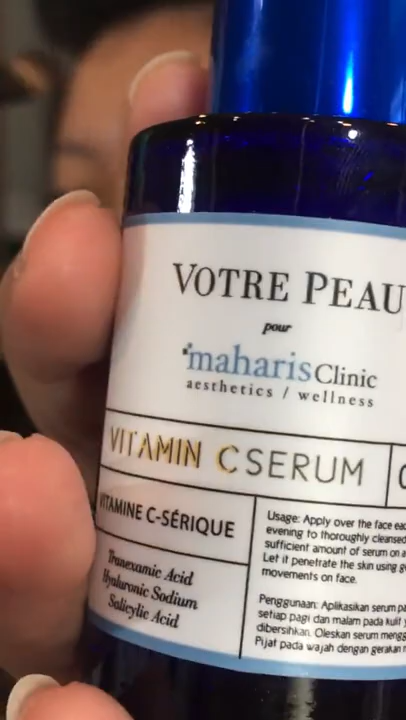 VOTRE PEAU
pour
maharis Clinic
aesthetics / wellness
VITAMIN C SERUM
VITAMINE C-SÉRIQUE
Tranexamic Acid
Hyaluronic Sodium
Salicylic Acid
Usage: Apply over the face
evening to thoroughly cleansed
sufficient amount of serum on a
Let it penetrate the skin using
movements on face.
Penggunaan: Aplikasikan serum
setiap pagi dan malam pada kulit
dibersihkan. Oleskan serum
Pijat pada wajah dengan gerakan